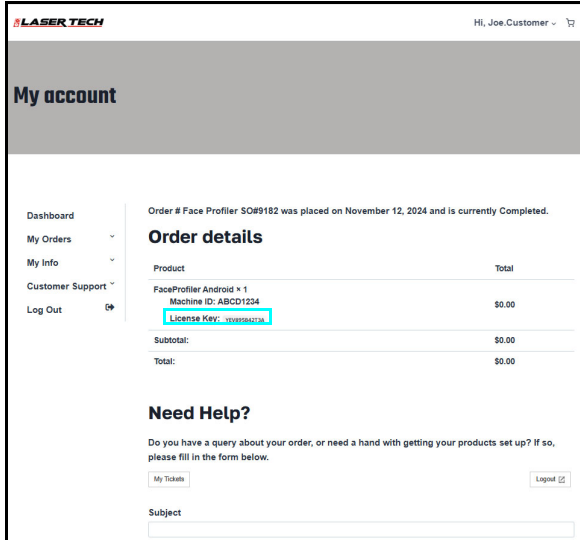 LASER TECH
Hi, Joe.Customer
My account
Dashboard
My Orders
My Info
Customer Support
Log Out
Order # Face Profiler SO#9182 was placed on November 12, 2024 and is currently Completed.
Order details
Product Total
FaceProfiler Android × 1
Machine ID: ABCD1234
$0.00
License Key:
Subtotal: $0.00
Total: $0.00
Need Help?
Do you have a query about your order, or need a hand with getting your products set up? If so,
please fill in the form below.
My Tickets Logout
Subject